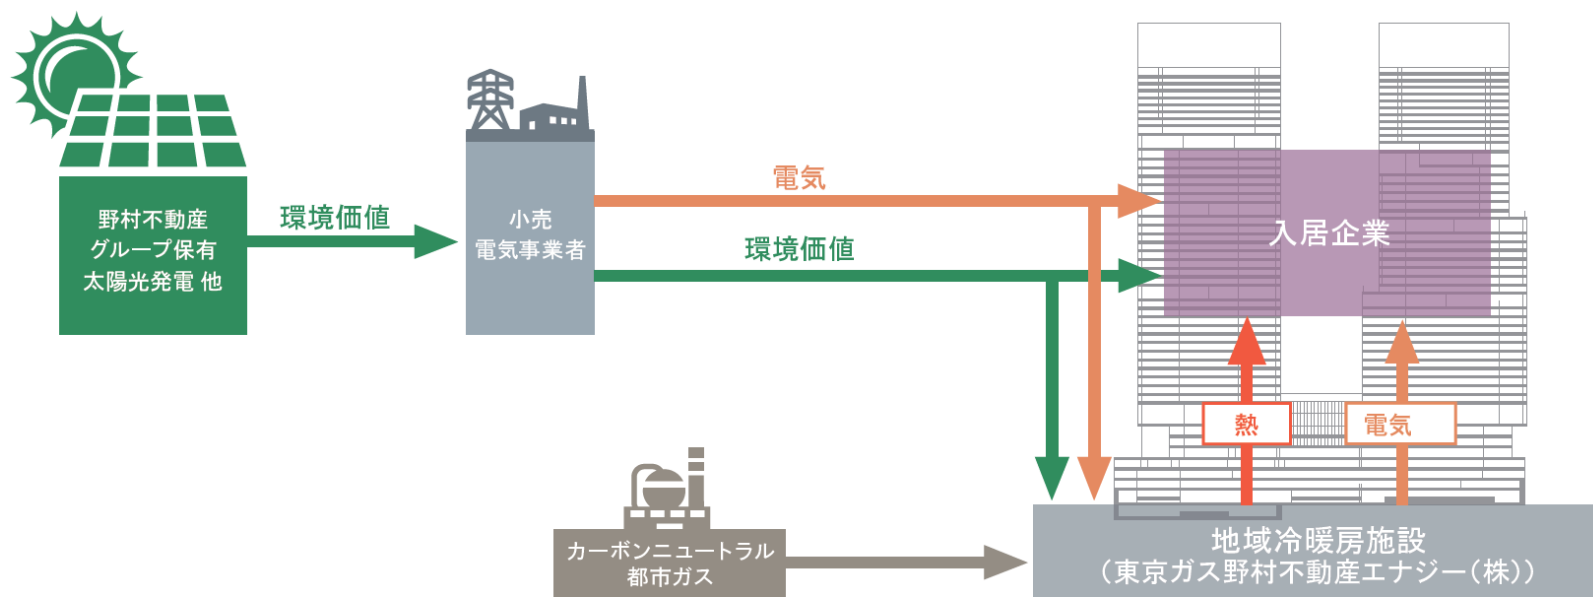 野村不動産
グループ保有
太陽光発電 他
環境価値
小売
電気事業者
電気
環境価値
入居企業
熱
電気
カーボンニュートラル
都市ガス
地域冷暖房施設
（東京ガス野村不動産エナジー（株））